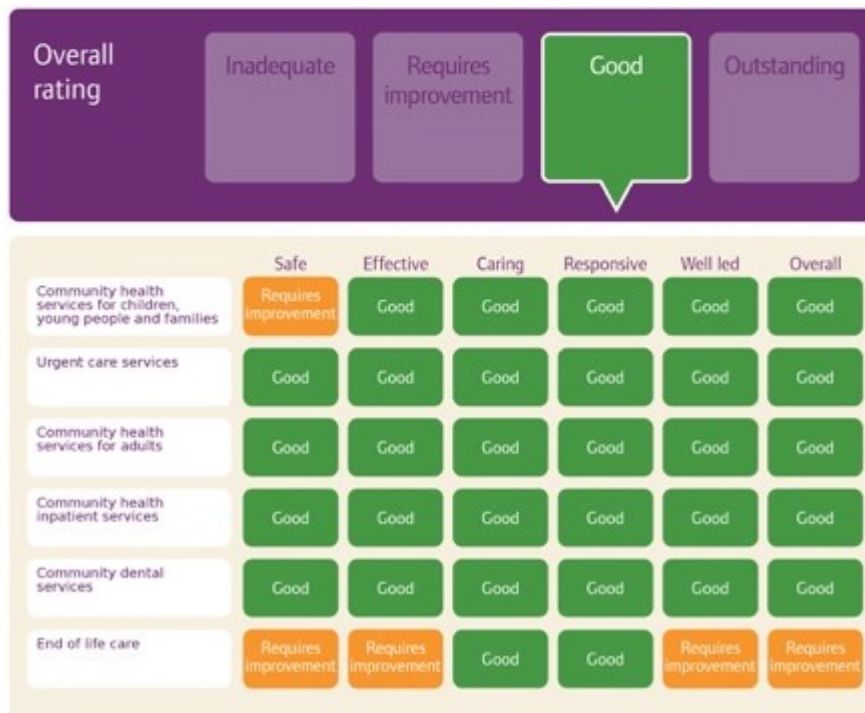 Overall
rating
Inadequate
Requires
improvement
Good
Outstanding
Safe Effective Caring Responsive Well led Overall
Community health
services for children,
young people and families
Requires
improvement
Good Good Good Good Good
Urgent care services
Good Good Good Good Good Good
Community health
services for adults
Good Good Good Good Good Good
Community health
inpatient services
Good Good Good Good Good Good
Community dental
services
Good Good Good Good Good Good
End of life care
Requires
improvement
Requires
improvement
Good Good
Requires
improvement
Requires
improvement